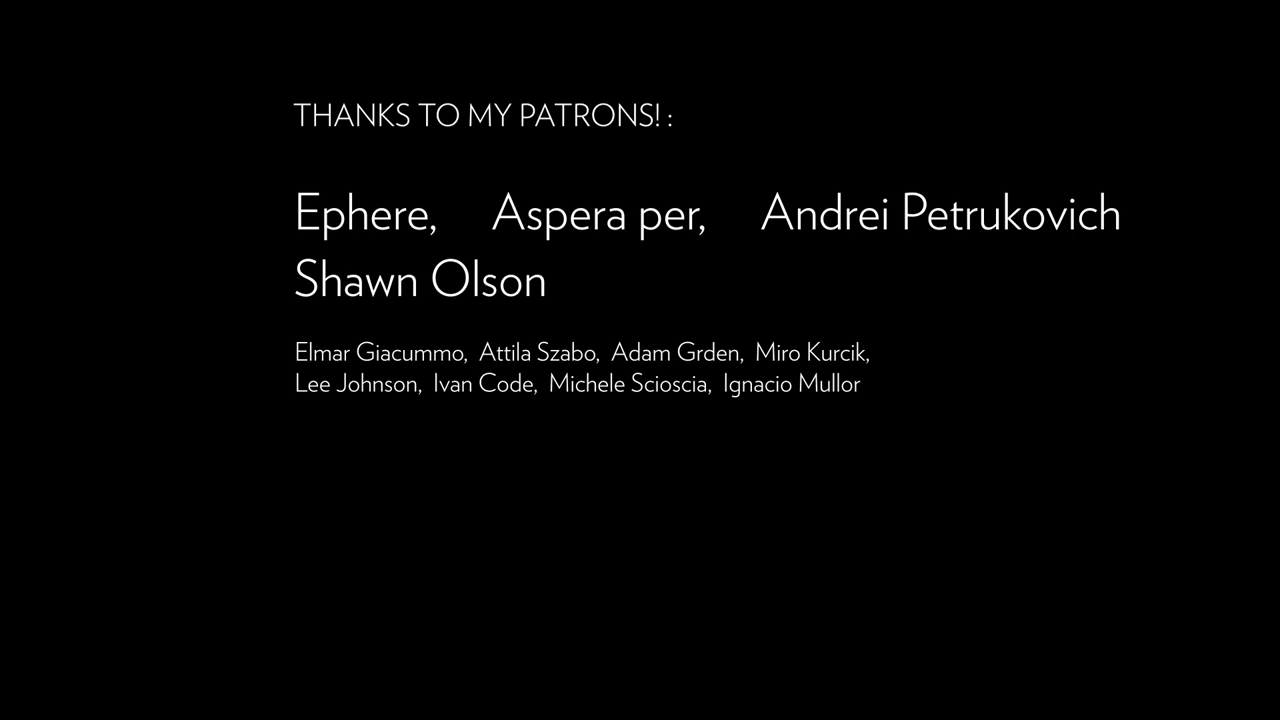 THANKS TO MY PATRONS! :
Ephere, Aspera per, Andrei Petrukovich
Shawn Olson
Elmar Giacummo, Attila Szabo, Adam Grden, Miro Kurcik,
Lee Johnson, Ivan Code, Michele Scioscia, Ignacio Mullor